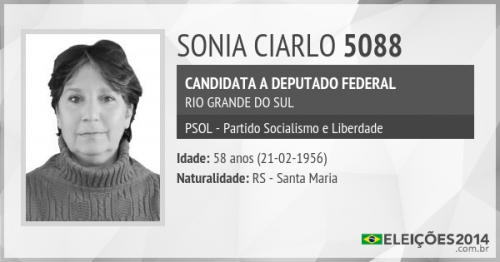 SONIA CIARLO 5088
CANDIDATA A DEPUTADO FEDERAL
RIO GRANDE DO SUL
PSOL - Partido Socialismo e Liberdade
Idade: 58 anos (21-02-1956)
Naturalidade: RS - Santa Maria
ELEIÇÕES2014
.com.br